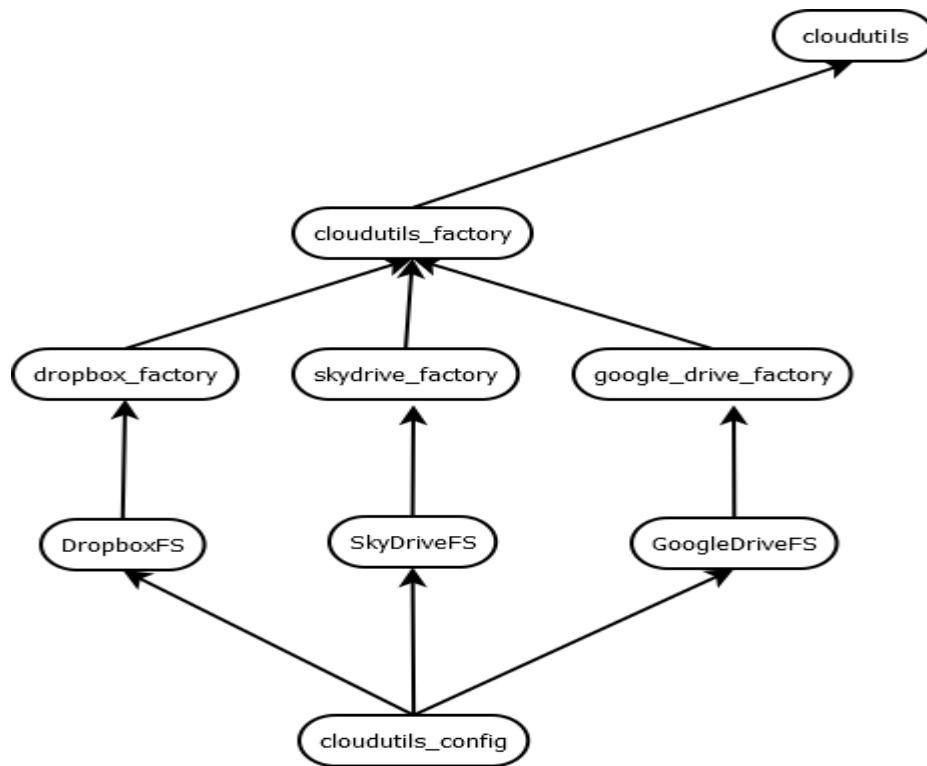 cloudutils
cloudutils_factory
dropbox_factory
skydrive_factory
google_drive_factory
DropboxFS
SkyDriveFS
GoogleDriveFS
cloudutils_config